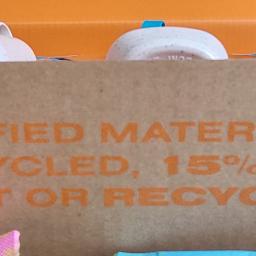 FIED MATER
YCLED, 15%
T OR RECYC